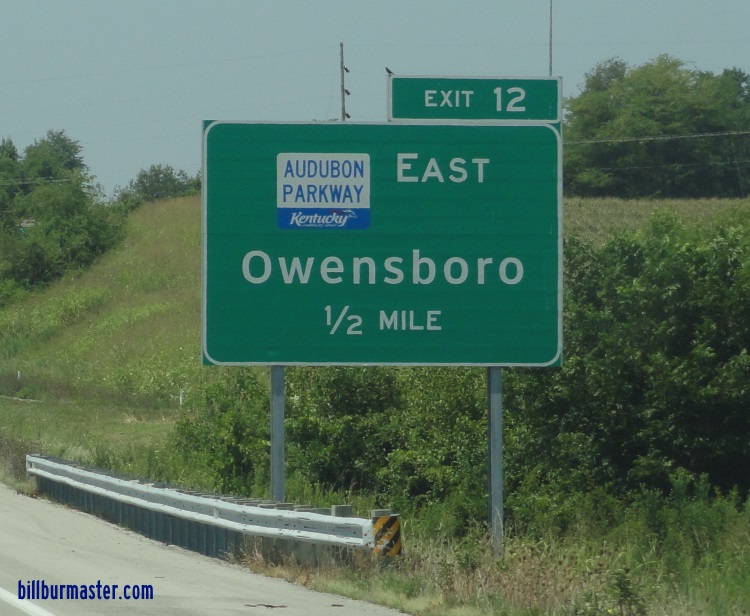 EXIT 12
AUDUBON
PARKWAY
Kentucky
EAST
Owensboro
1/2 MILE
billburmaster.com